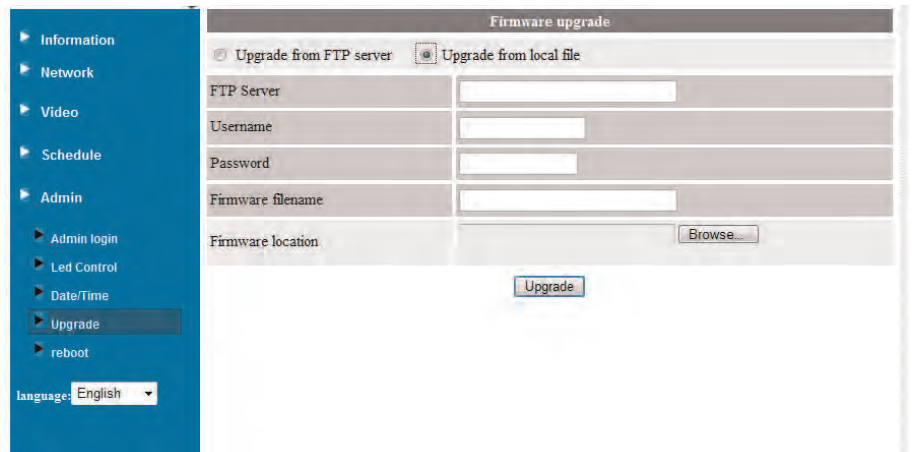 Information
Network
Video
Schedule
Admin
Admin login
Led Control
Date/Time
Upgrade
reboot
language: English
Firmware upgrade
Upgrade from FTP server Upgrade from local file
FTP Server
Username
Password
Firmware filename
Firmware location Browse...
Upgrade